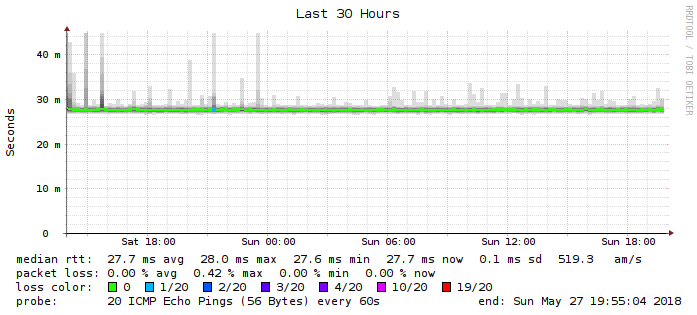 Last 30 Hours
RRDTOOL / TOBI OETIKER
Seconds
40 m
30 m
20 m
10 m
0
Sat 18:00 Sun 00:00 Sun 06:00 Sun 12:00 Sun 18:00
median rtt: 27.7 ms avg 28.0 ms max 27.6 ms min 27.7 ms now 0.1 ms sd 519.3 am/s
packet loss: 0.00 % avg 0.42 % max 0.00 % min 0.00 % now
loss color: 0 1/20 2/20 3/20 4/20 10/20 19/20
probe: 20 ICMP Echo Pings (56 Bytes) every 60s end: Sun May 27 19:55:04 2018